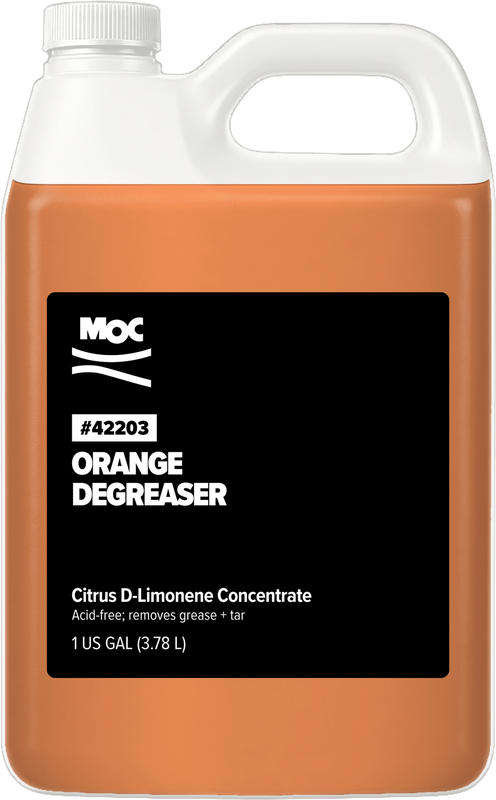 MOC
#42203
ORANGE
DEGREASER
Citrus D-Limonene Concentrate
Acid-free; removes grease + tar
1 US GAL (3.78 L)